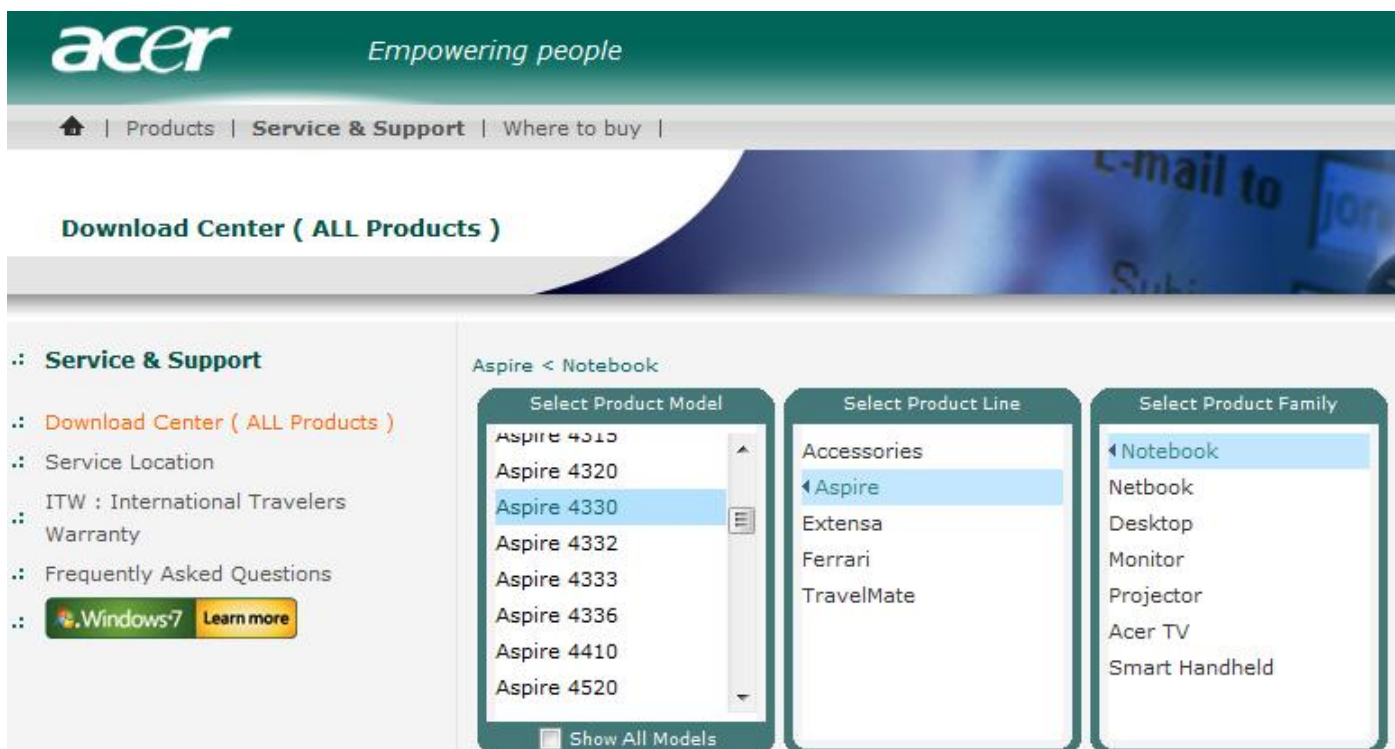 acer Empowering people
| Products | Service & Support | Where to buy |
E-mail to
Download Center ( ALL Products )
Service & Support
Download Center ( ALL Products )
Service Location
ITW : International Travelers
Warranty
Frequently Asked Questions
Windows 7 Learn more
Aspire < Notebook
Select Product Model
Aspire 4315
Aspire 4320
Aspire 4330
Aspire 4332
Aspire 4333
Aspire 4336
Aspire 4410
Aspire 4520
Show All Models
Select Product Line
Accessories
Aspire
Extensa
Ferrari
TravelMate
Select Product Family
Notebook
Netbook
Desktop
Monitor
Projector
Acer TV
Smart Handheld